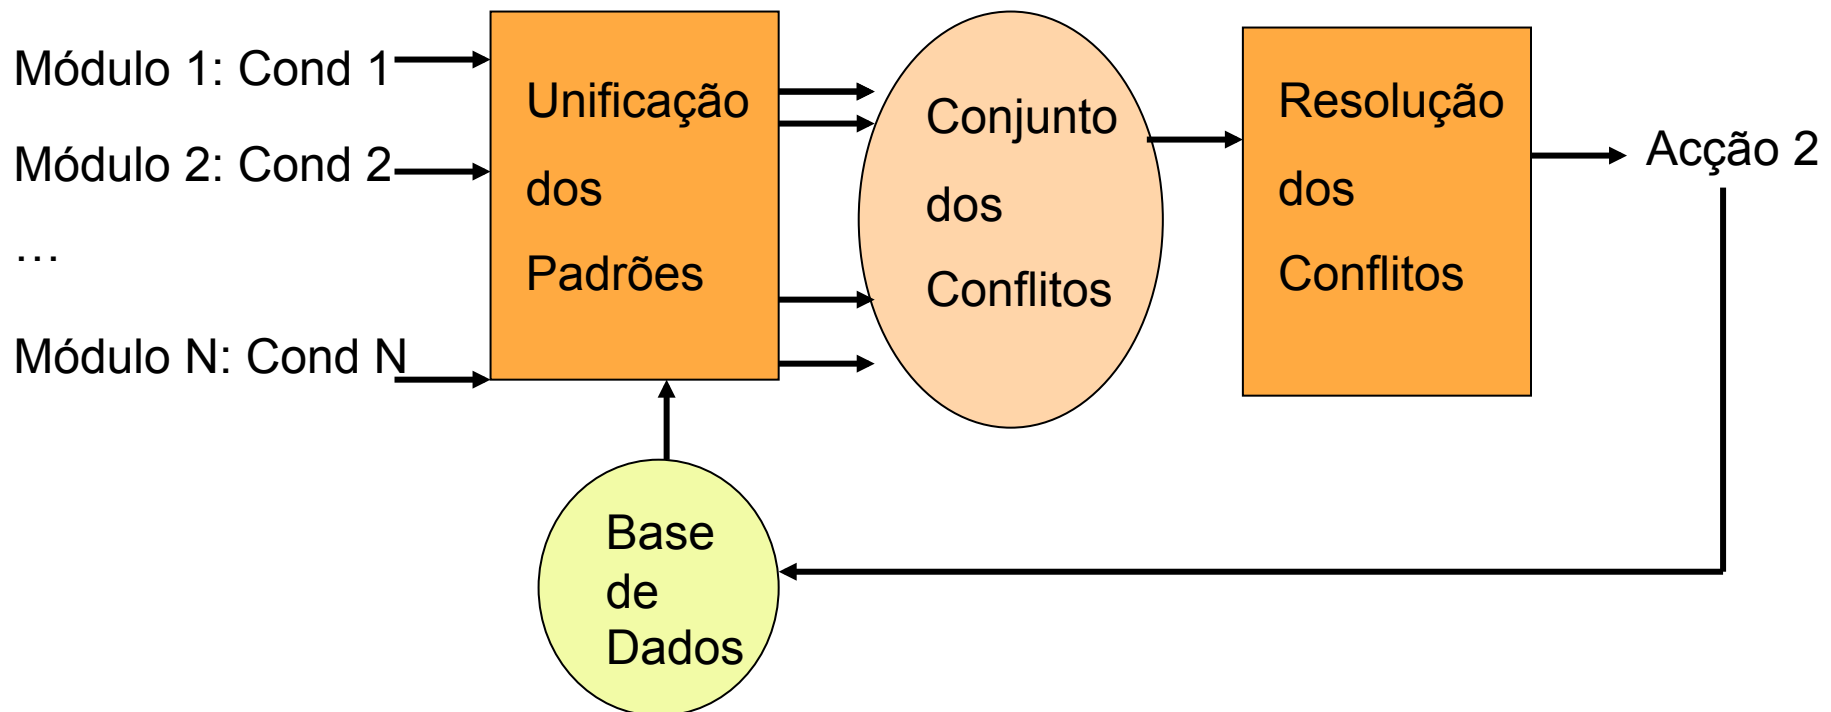 Módulo 1: Cond 1
Módulo 2: Cond 2
…
Módulo N: Cond N
Unificação
dos
Padrões
Conjunto
dos
Conflitos
Resolução
dos
Conflitos
Acção 2
Base
de
Dados